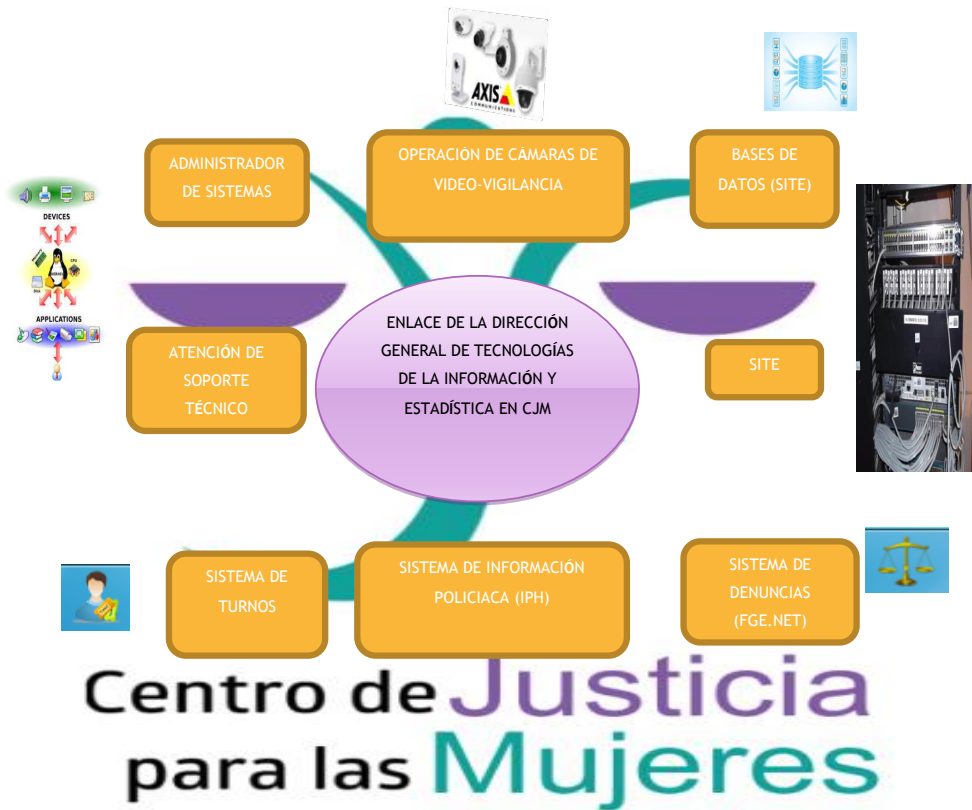 AXIS
COMMUNICATIONS
ADMINISTRADOR
DE SISTEMAS
OPERACIÓN DE CÁMARAS DE
VIDEO-VIGILANCIA
BASES DE
DATOS (SITE)
DEVICES
APPLICATIONS
ATENCIÓN DE
SOPORTE
TÉCNICO
ENLACE DE LA DIRECCIÓN
GENERAL DE TECNOLOGÍAS
DE LA INFORMACIÓN Y
ESTADÍSTICA EN CJM
SITE
SISTEMA DE
TURNOS
SISTEMA DE INFORMACIÓN
POLICIACA (IPH)
SISTEMA DE
DENUNCIAS
(FGE.NET)
Centro de Justicia
para las Mujeres